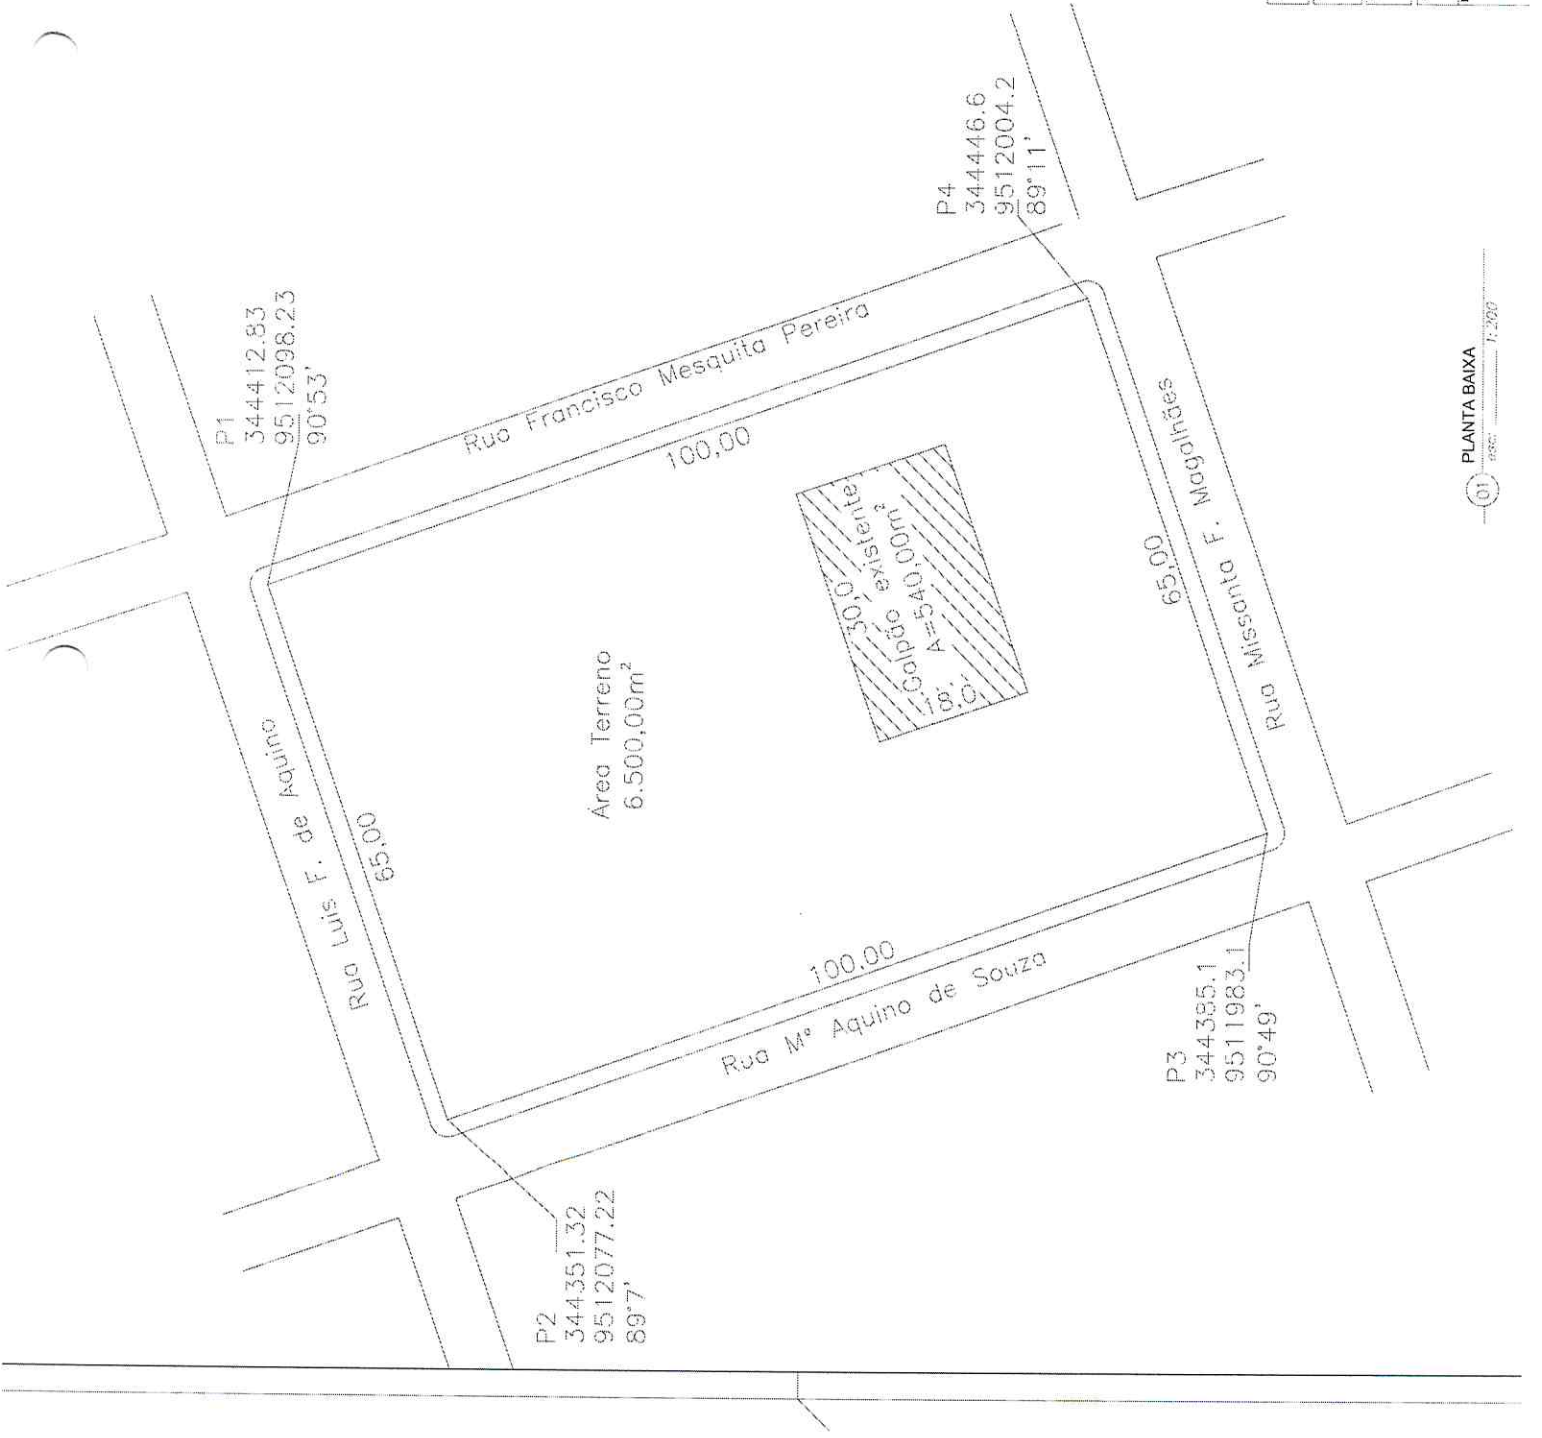 P1
344412.83
9512098.23
90°53'
P4
344446.6
9512004.2
89°11'
Rua Francisco Mesquita Pereira
100,00
Rua Luis F. de Aquino
65,00
Área Terreno
6.500,00m²
30,0
Galpão existente
A=540,00m²
18,0
65,00
Rua Missanta F. Magalhães
100,00
Rua Mª Aquino de Souza
P2
344351.32
9512077.22
89°7'
P3
344385.1
9511983.1
90°49'
01
PLANTA BAIXA
esc: 1:200